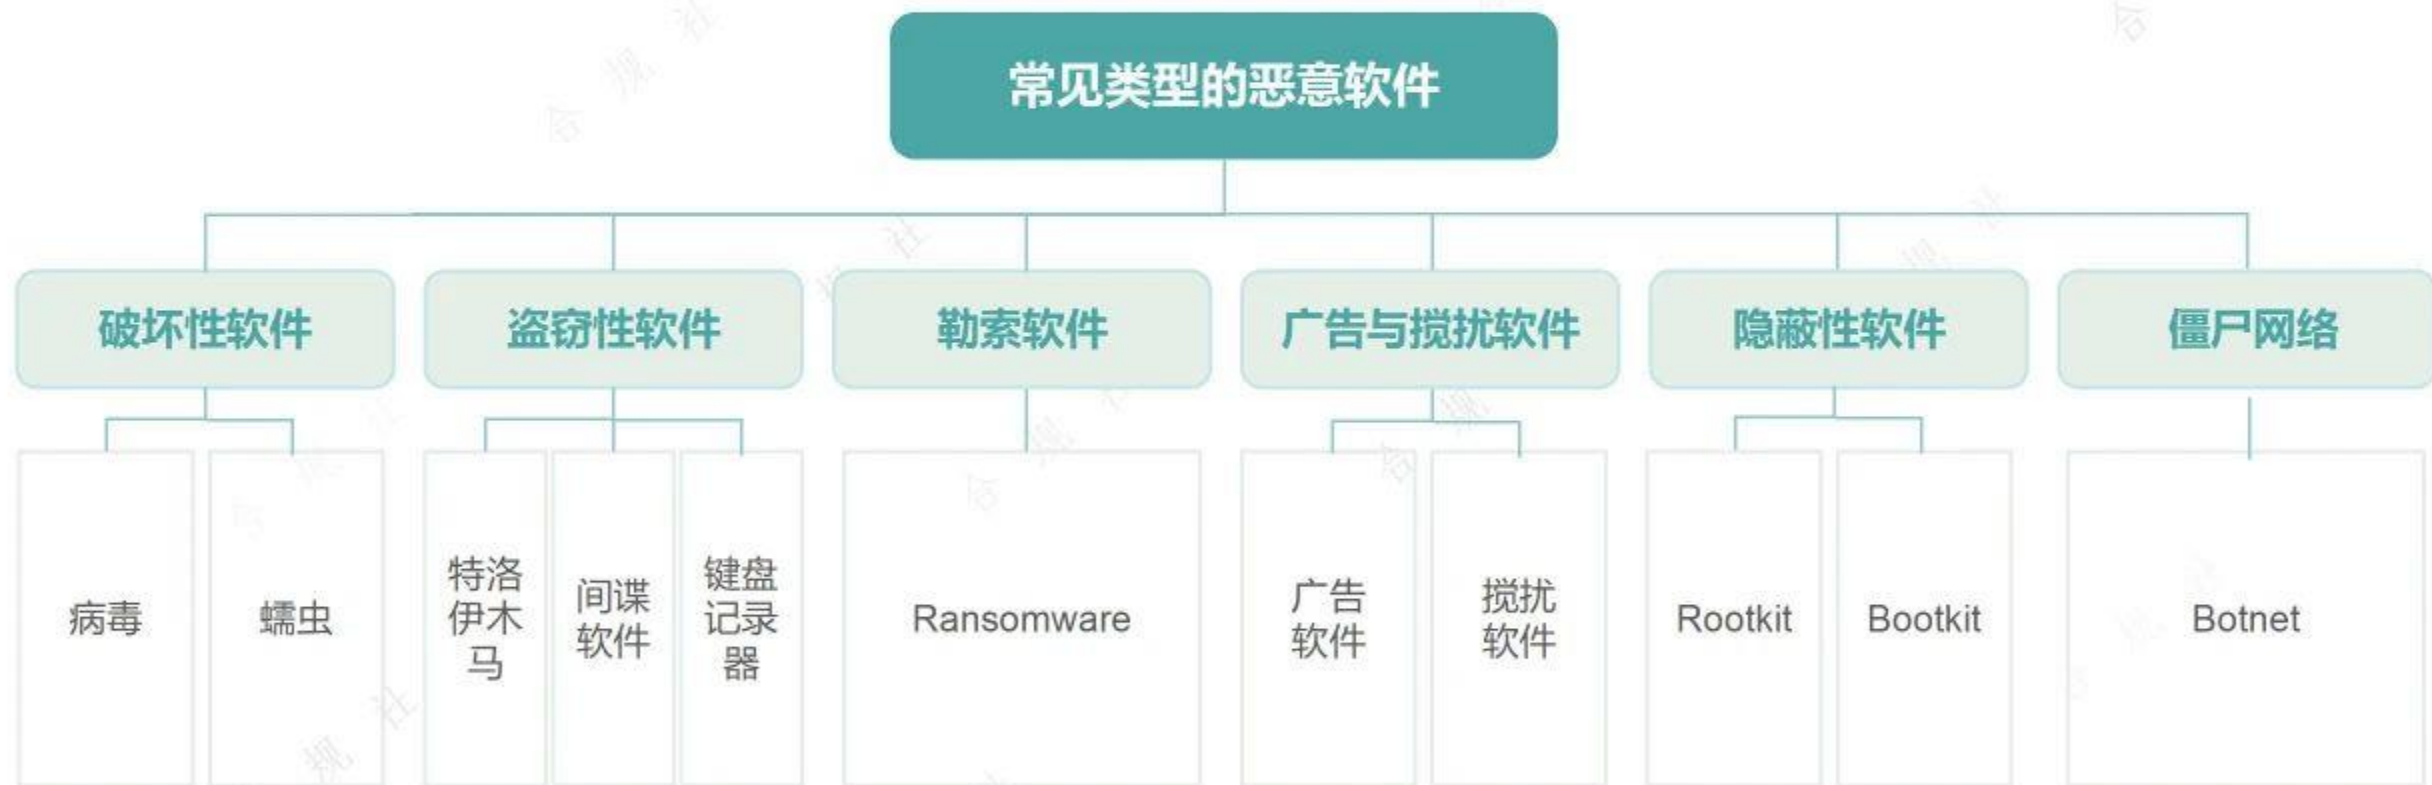 常见类型的恶意软件
破坏性软件
盗窃性软件
勒索软件
广告与搅扰软件
隐蔽性软件
僵尸网络
病毒
蠕虫
特洛
伊木
马
间谍
软件
键盘
记录
器
Ransomware
广告
软件
搅扰
软件
Rootkit
Bootkit
Botnet
合规社